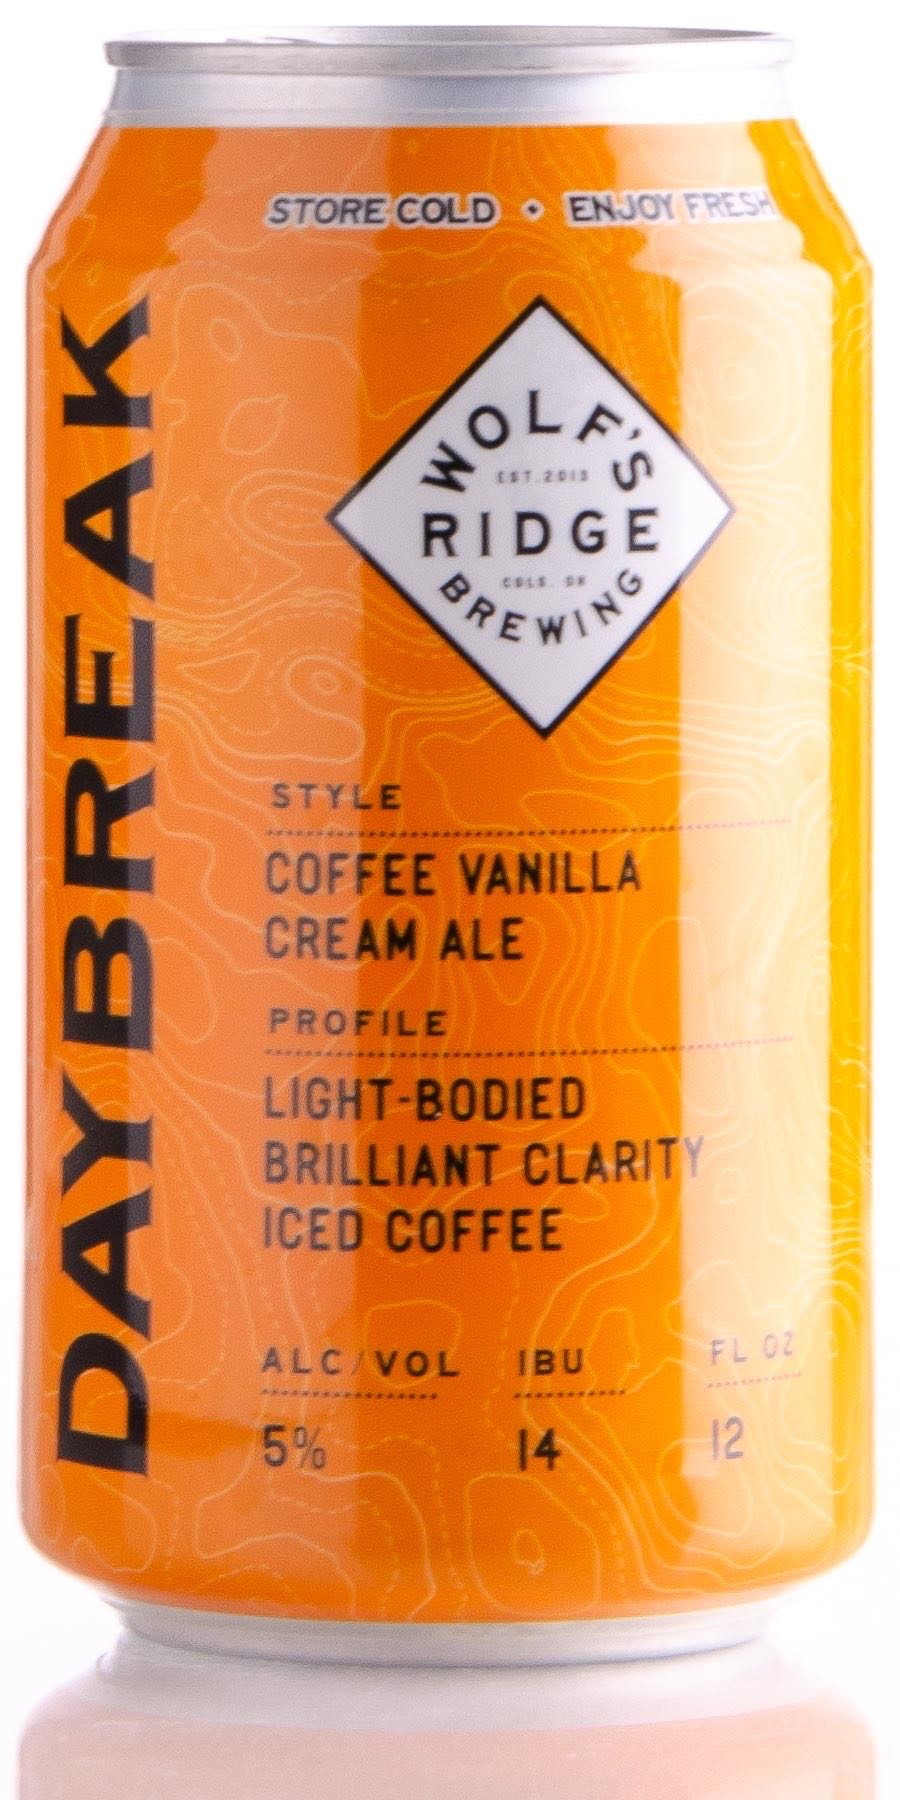 STORE COLD • ENJOY FRESH
DAYBREAK
WOLF'S
EST. 2013
RIDGE
COLS. OH
BREWING
STYLE
COFFEE VANILLA
CREAM ALE
PROFILE
LIGHT-BODIED
BRILLIANT CLARITY
ICED COFFEE
ALC/VOL IBU FL OZ
5% 14 12